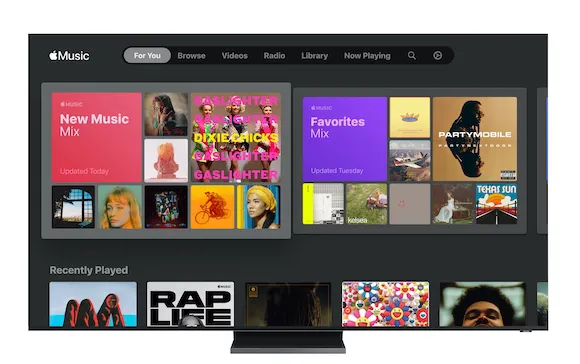 Music
For You
Browse
Videos
Radio
Library
Now Playing
MUSIC
New Music
Mix
Updated Today
GASLIGHTER
GASLIGHTER
DIXIE CHICKS
GASLIGHTER
GASLIGHTER
MUSIC
Favorites
Mix
Updated Tuesday
PARTYMOBILE
PARTYNEXTDOOR
kelsea
TEXAS SUN
Recently Played
RAP
LIFE